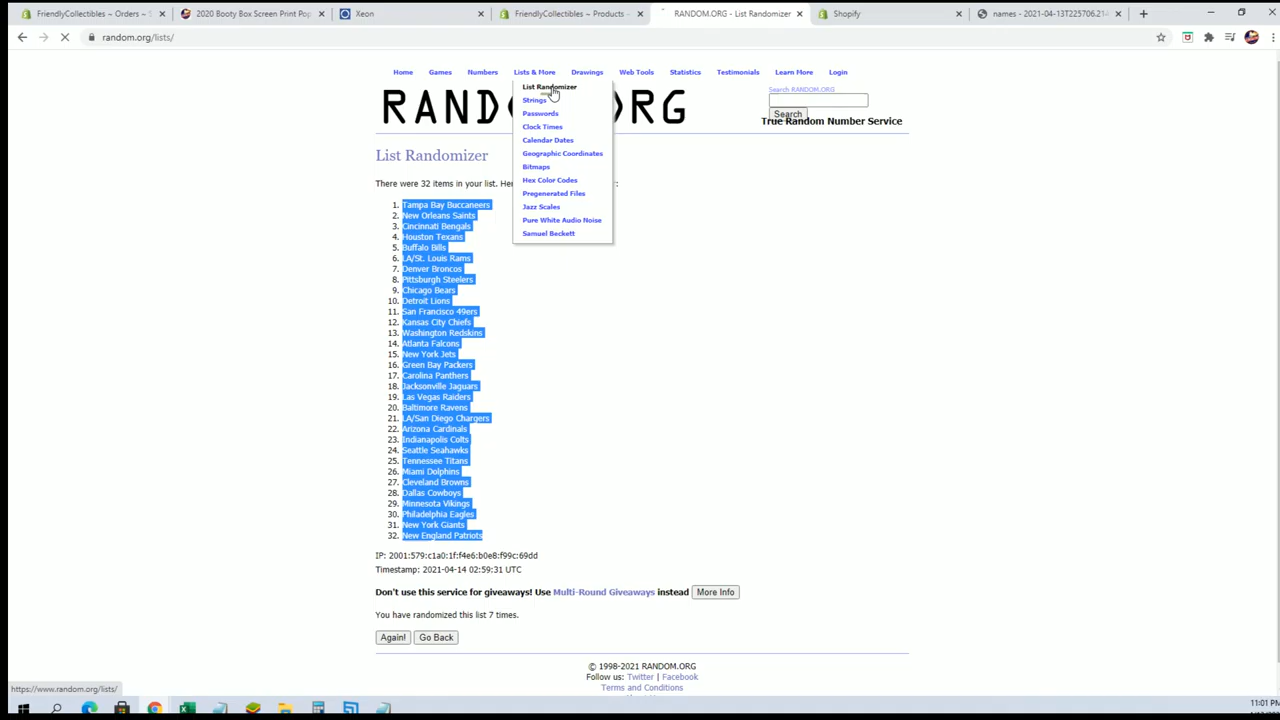 FriendlyCollectibles ~ Orders ~ S
2020 Booty Box Screen Print Pop
Xeon
FriendlyCollectibles ~ Products ~
RANDOM.ORG - List Randomizer
Shopify
names - 2021-04-13T225706.214
random.org/lists/
Home Games Numbers Lists & More Drawings Web Tools Statistics Testimonials Learn More Login
List Randomizer
Strings
Passwords
Clock Times
Calendar Dates
Geographic Coordinates
Bitmaps
Hex Color Codes
Pregenerated Files
Jazz Scales
Pure White Audio Noise
Samuel Beckett
Search RANDOM.ORG
Search
True Random Number Service
List Randomizer
There were 32 items in your list. Her
1. Tampa Bay Buccaneers
2. New Orleans Saints
3. Cincinnati Bengals
4. Houston Texans
5. Buffalo Bills
6. LA/St. Louis Rams
7. Denver Broncos
8. Pittsburgh Steelers
9. Chicago Bears
10. Detroit Lions
11. San Francisco 49ers
12. Kansas City Chiefs
13. Washington Redskins
14. Atlanta Falcons
15. New York Jets
16. Green Bay Packers
17. Carolina Panthers
18. Jacksonville Jaguars
19. Las Vegas Raiders
20. Baltimore Ravens
21. LA/San Diego Chargers
22. Arizona Cardinals
23. Indianapolis Colts
24. Seattle Seahawks
25. Tennessee Titans
26. Miami Dolphins
27. Cleveland Browns
28. Dallas Cowboys
29. Minnesota Vikings
30. Philadelphia Eagles
31. New York Giants
32. New England Patriots
IP: 2001:579:c1a0:1f:f4e6:b0e8:f99c:69dd
Timestamp: 2021-04-14 02:59:31 UTC
Don't use this service for giveaways! Use Multi-Round Giveaways instead More Info
You have randomized this list 7 times.
Again! Go Back
© 1998-2021 RANDOM.ORG
Follow us: Twitter | Facebook
Terms and Conditions
https://www.random.org/lists/
11:01 PM